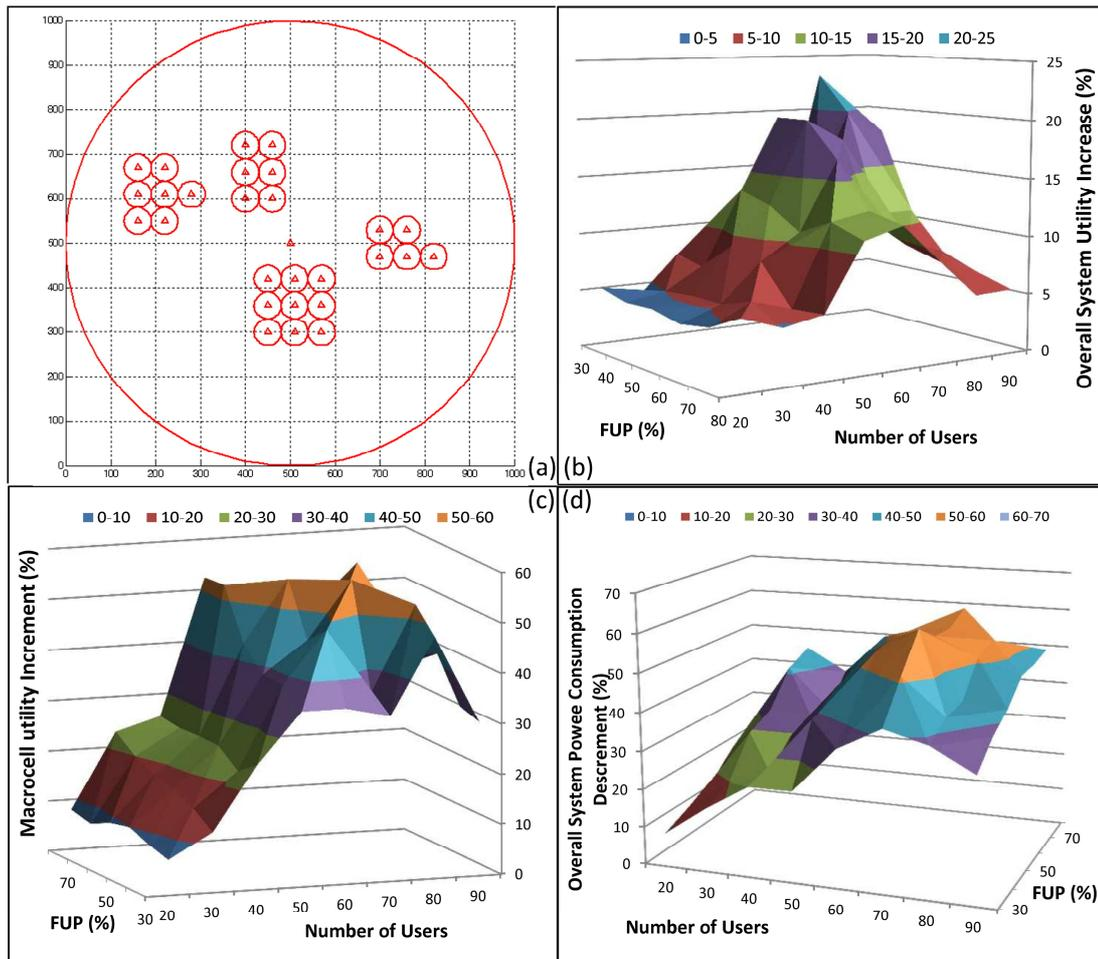 1000
900
800
700
600
500
400
300
200
100
0
0 100 200 300 400 500 600 700 800 900 1000
(a)
(b)
0-5 5-10 10-15 15-20 20-25
25
20
15
10
5
0
Overall System Utility Increase (%)
30 40 50 60 70 80
FUP (%)
20 30 40 50 60 70 80 90
Number of Users
(c)
0-10 10-20 20-30 30-40 40-50 50-60
Macrocell utility Increment (%)
60
50
40
30
20
10
0
70 50 30
FUP (%)
20 30 40 50 60 70 80 90
Number of Users
(d)
0-10 10-20 20-30 30-40 40-50 50-60 60-70
Overall System Powee Consumption
Descrement (%)
70
60
50
40
30
20
10
0
20 30 40 50 60 70 80 90
Number of Users
70
50
30
FUP (%)